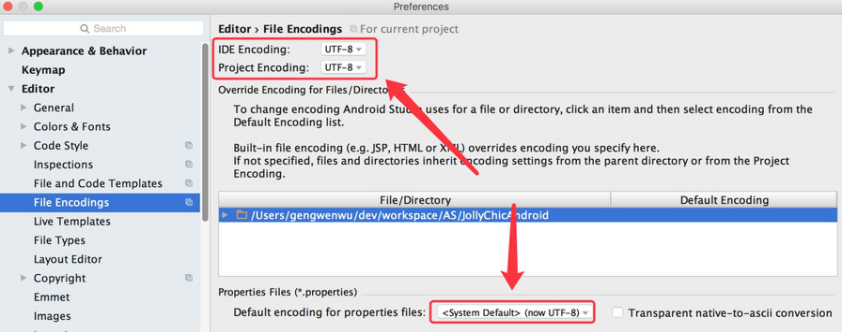 Preferences
Search
Appearance & Behavior
Keymap
Editor
General
Colors & Fonts
Code Style
Inspections
File and Code Templates
File Encodings
Live Templates
File Types
Layout Editor
Copyright
Emmet
Images
Editor › File Encodings For current project
IDE Encoding: UTF-8
Project Encoding: UTF-8
Override Encoding for Files/Director
To change encoding Android Studio uses for a file or directory, click an item and then select encoding from the
Default Encoding list.
Built-in file encoding (e.g. JSP, HTML or XML) overrides encoding you specify here.
If not specified, files and directories inherit encoding settings from the parent directory or from the Project
Encoding.
File/Directory Default Encoding
/Users/gengwenwu/dev/workspace/AS/JollyChicAndroid
Properties Files (*.properties)
Default encoding for properties files: <System Default> (now UTF-8) Transparent native-to-ascii conversion